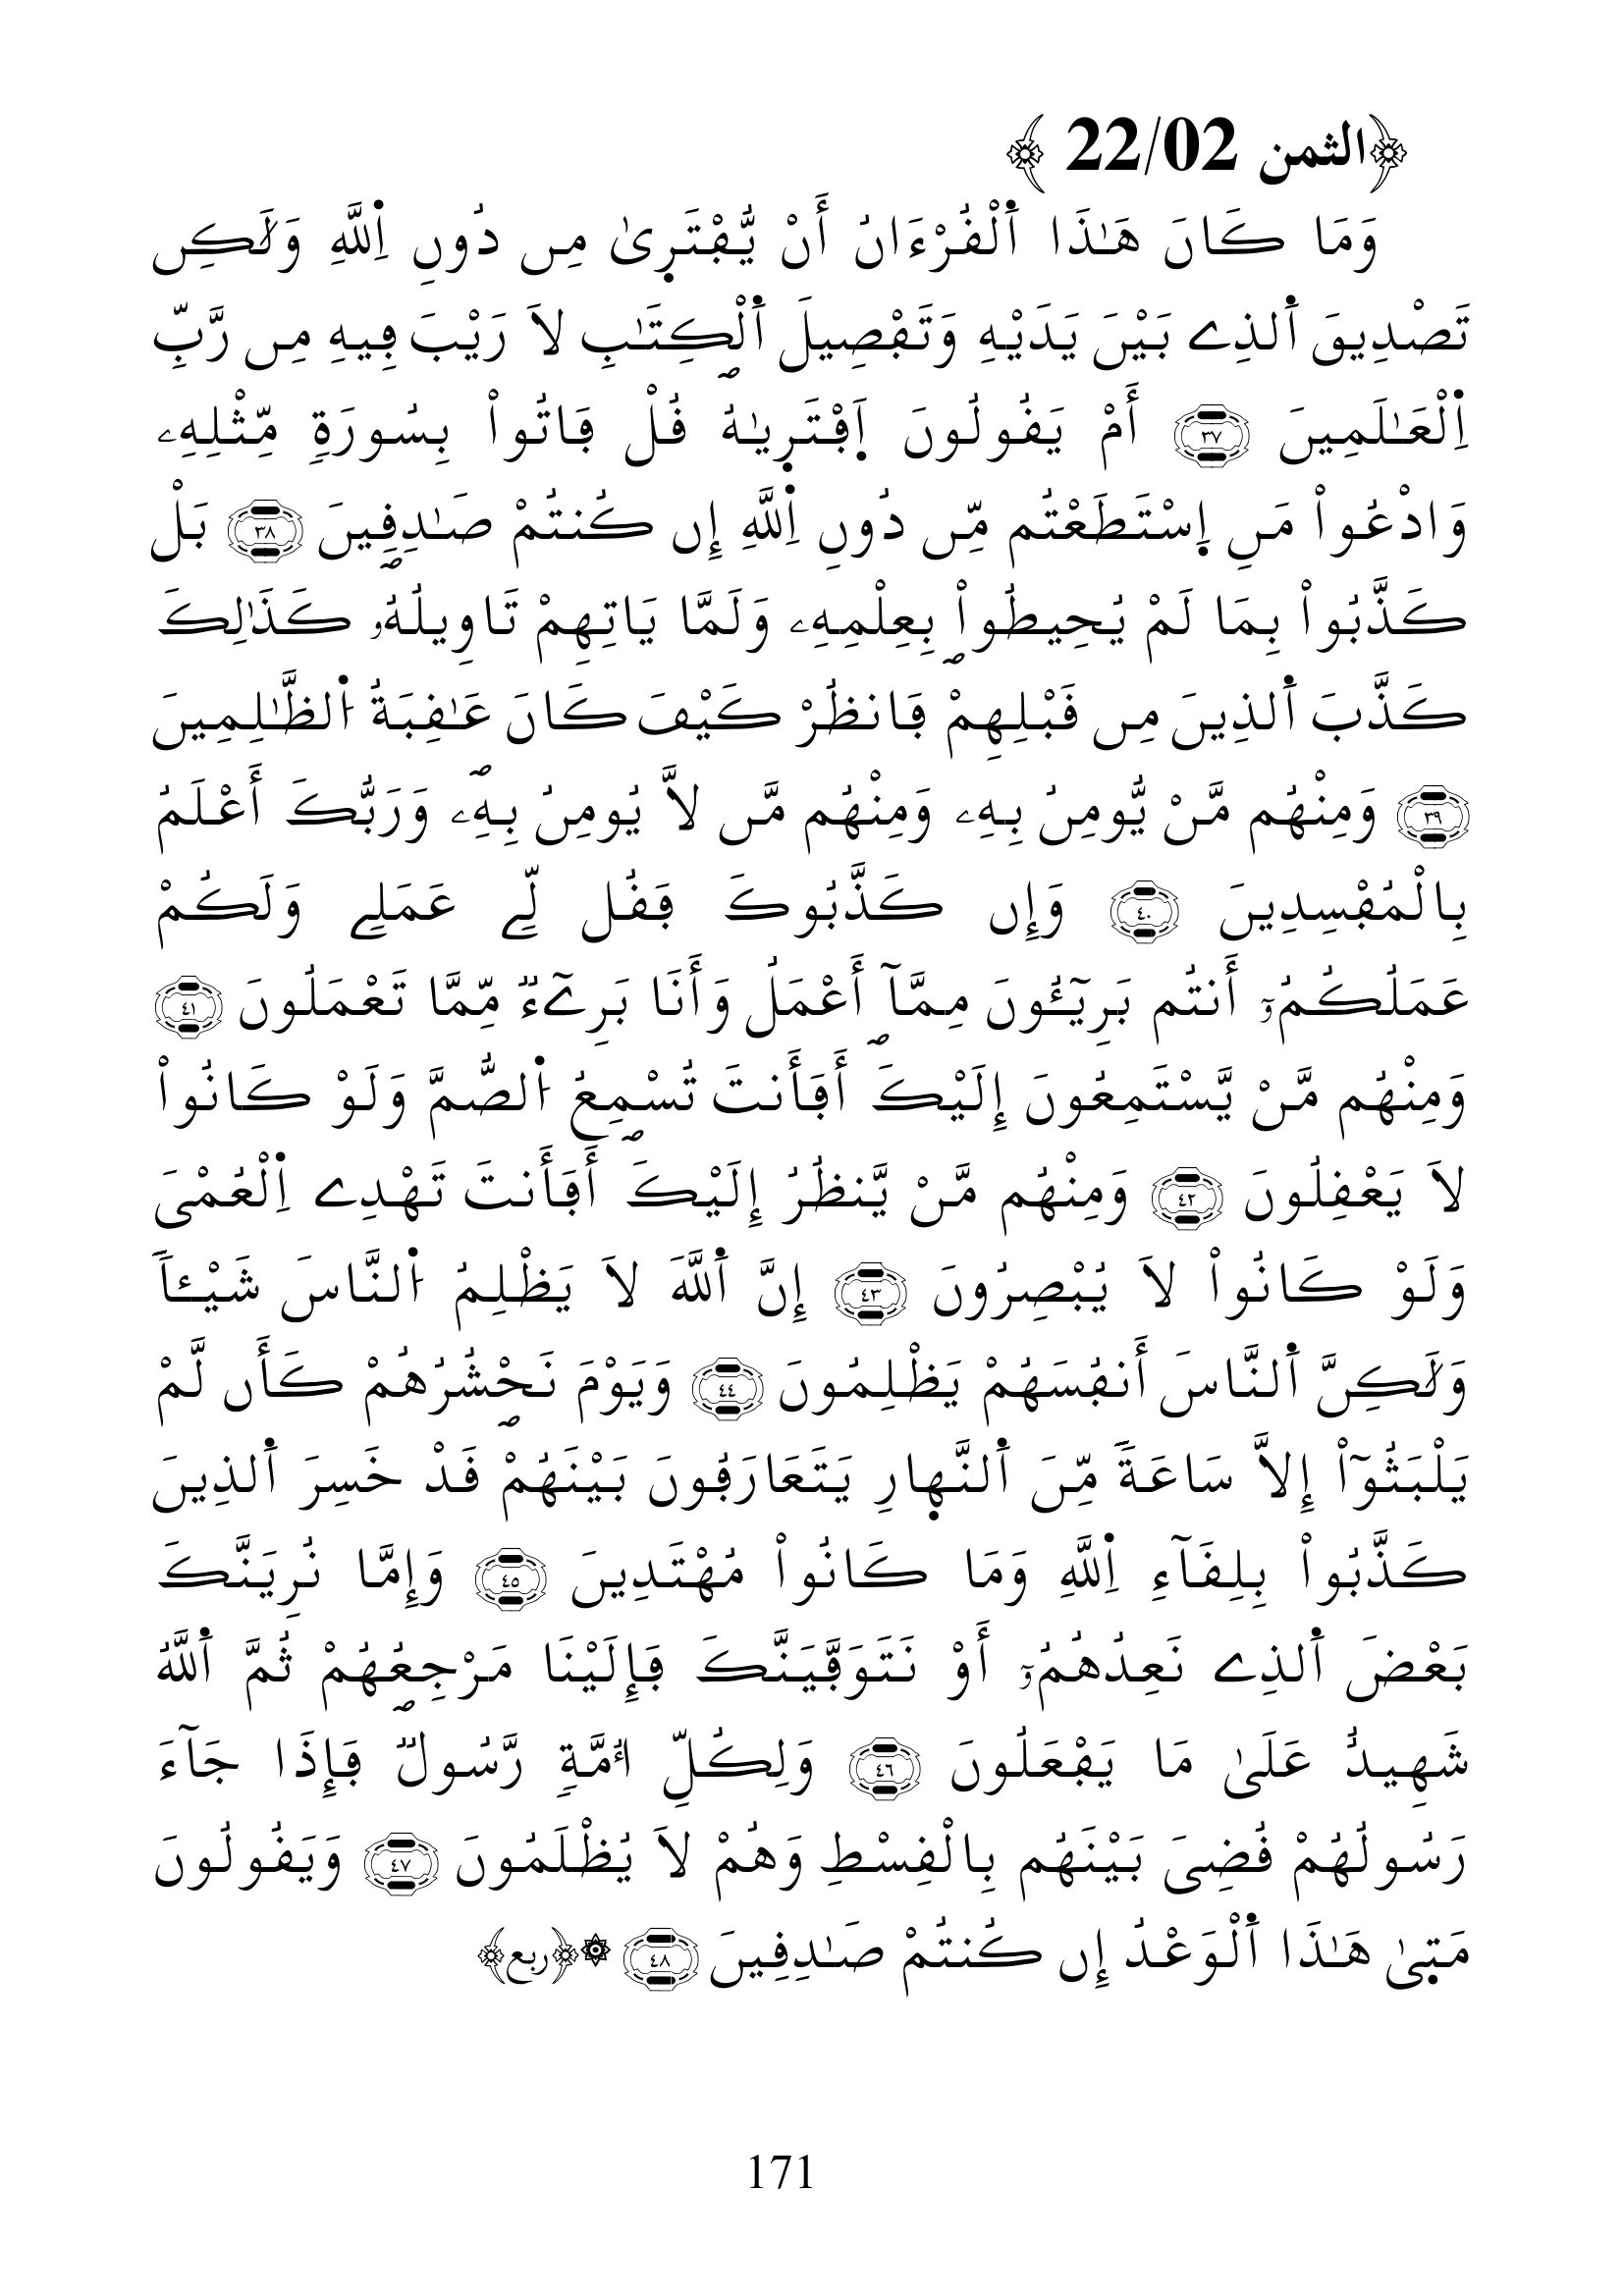 ﴿الثمن 22/02 ﴾
وَمَا كَانَ هَٰذَا اَ۬لْقُرْءَانُ أَنْ يُّفْتَر۪ىٰ مِن دُونِ اِ۬للَّهِ وَلَٰكِن
تَصْدِيقَ اَ۬لذِے بَيْنَ يَدَيْهِ وَتَفْصِيلَ اَ۬لْكِتَٰبِۖ لَا رَيْبَ فِيهِ مِن رَّبِّ
اِ۬لْعَٰلَمِينَ ٣٧ أَمْ يَقُولُونَ اَ۪فْتَر۪يٰهُ قُلْ فَاتُواْ بِسُورَةٖ مِّثْلِهِۦ
وَادْعُواْ مَنِ اِ۪سْتَطَعْتُم مِّن دُونِ اِ۬للَّهِ إِن كُنتُمْ صَٰدِقِينَۖ ٣٨ بَلْ
كَذَّبُواْ بِمَا لَمْ يُحِيطُواْ بِعِلْمِهِۦ وَلَمَّا يَاتِهِمْ تَاوِيلُهُۥۖ كَذَٰلِكَ
كَذَّبَ اَ۬لذِينَ مِن قَبْلِهِمْ فَانظُرْ كَيْفَ كَانَ عَٰقِبَةُ اُ۬لظَّٰلِمِينَ
٣٩ وَمِنْهُم مَّنْ يُّومِنُ بِهِۦ وَمِنْهُم مَّن لَّا يُومِنُ بِهِۦۖ وَرَبُّكَ أَعْلَمُ
بِالْمُفْسِدِينَ ٤٠ وَإِن كَذَّبُوكَ فَقُل لِّے عَمَلِے وَلَكُمْ
عَمَلُكُمُۥٓ أَنتُم بَرِيٓـُٔونَ مِمَّآ أَعْمَلُ وَأَنَا بَرِےٓءٞ مِّمَّا تَعْمَلُونَ ٤١
وَمِنْهُم مَّنْ يَّسْتَمِعُونَ إِلَيْكَۖ أَفَأَنتَ تُسْمِعُ اُ۬لصُّمَّ وَلَوْ كَانُواْ
لَا يَعْقِلُونَ ٤٢ وَمِنْهُم مَّنْ يَّنظُرُ إِلَيْكَۖ أَفَأَنتَ تَهْدِے اِ۬لْعُمْيَ
وَلَوْ كَانُواْ لَا يُبْصِرُونَ ٤٣ إِنَّ اَ۬للَّهَ لَا يَظْلِمُ اُ۬لنَّاسَ شَيْـٔاٗ
وَلَٰكِنَّ اَ۬لنَّاسَ أَنفُسَهُمْ يَظْلِمُونَ ٤٤ وَيَوْمَ نَحْشُرُهُمْ كَأَن لَّمْ
يَلْبَثُوٓاْ إِلَّا سَاعَةٗ مِّنَ اَ۬لنَّه۪ارِ يَتَعَارَفُونَ بَيْنَهُمْۖ قَدْ خَسِرَ اَ۬لذِينَ
كَذَّبُواْ بِلِقَآءِ اِ۬للَّهِ وَمَا كَانُواْ مُهْتَدِينَ ٤٥ وَإِمَّا نُرِيَنَّكَ
بَعْضَ اَ۬لذِے نَعِدُهُمُۥٓ أَوْ نَتَوَفَّيَنَّكَ فَإِلَيْنَا مَرْجِعُهُمْ ثُمَّ اَ۬للَّهُ
شَهِيدٌ عَلَىٰ مَا يَفْعَلُونَۖ ٤٦ وَلِكُلِّ أُمَّةٖ رَّسُولٞ فَإِذَا جَآءَ
رَسُولُهُمْ قُضِيَ بَيْنَهُم بِالْقِسْطِ وَهُمْ لَا يُظْلَمُونَ ٤٧ وَيَقُولُونَ
مَت۪ىٰ هَٰذَا اَ۬لْوَعْدُ إِن كُنتُمْ صَٰدِقِينَ ٤٨ ۞﴿ربع﴾
171